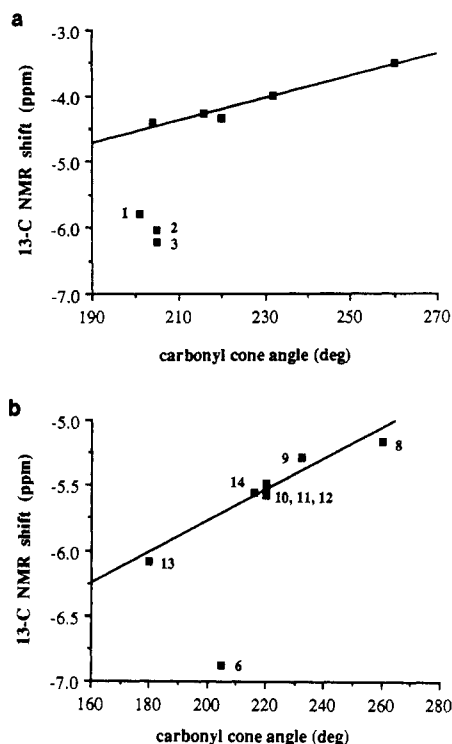 a
-3.0
-4.0
-5.0
-6.0
-7.0
13-C NMR shift (ppm)
1
2
3
190 210 230 250 270
carbonyl cone angle (deg)
b
-5.0
-5.5
-6.0
-6.5
-7.0
13-C NMR shift (ppm)
9
8
14
10, 11, 12
13
6
160 180 200 220 240 260 280
carbonyl cone angle (deg)